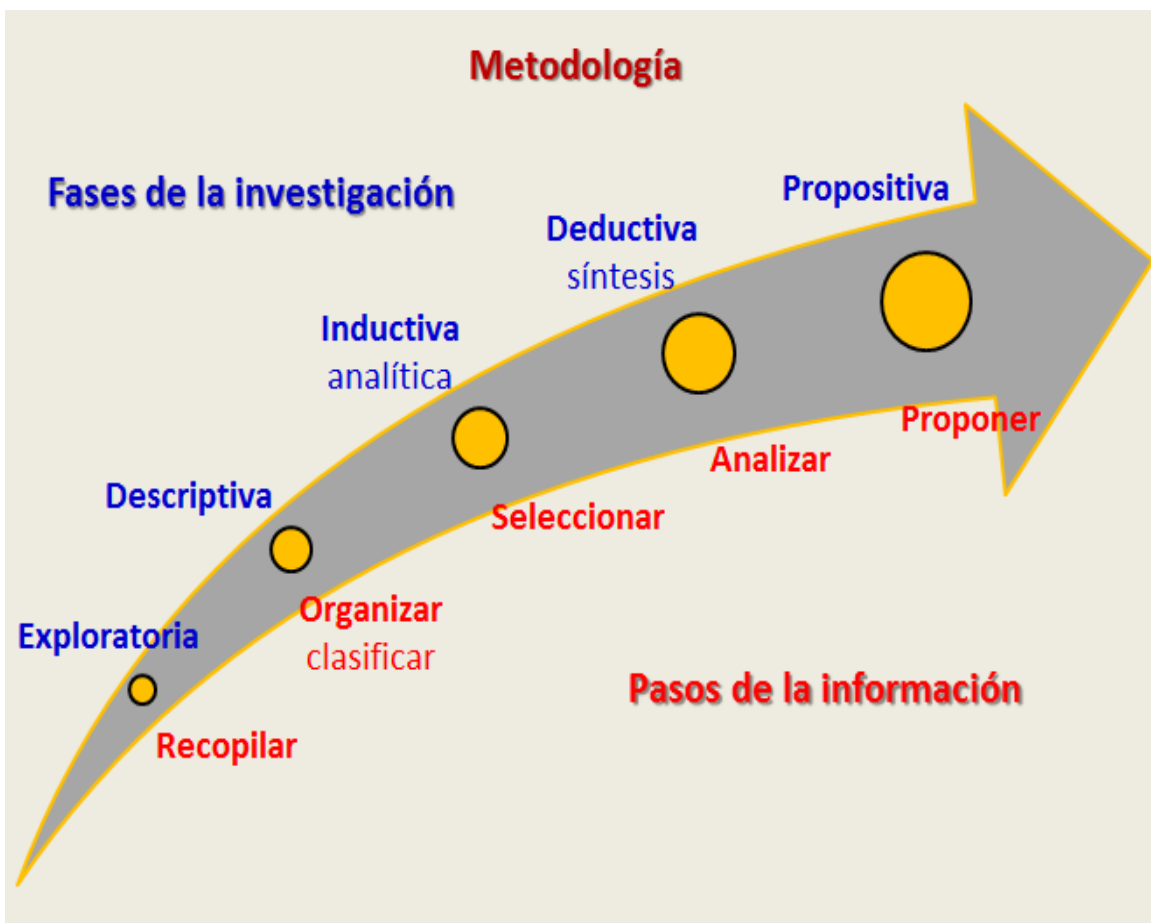 Metodología
Fases de la investigación
Propositiva
Deductiva
síntesis
Inductiva
analítica
Proponer
Analizar
Descriptiva
Seleccionar
Organizar
clasificar
Exploratoria
Pasos de la información
Recopilar